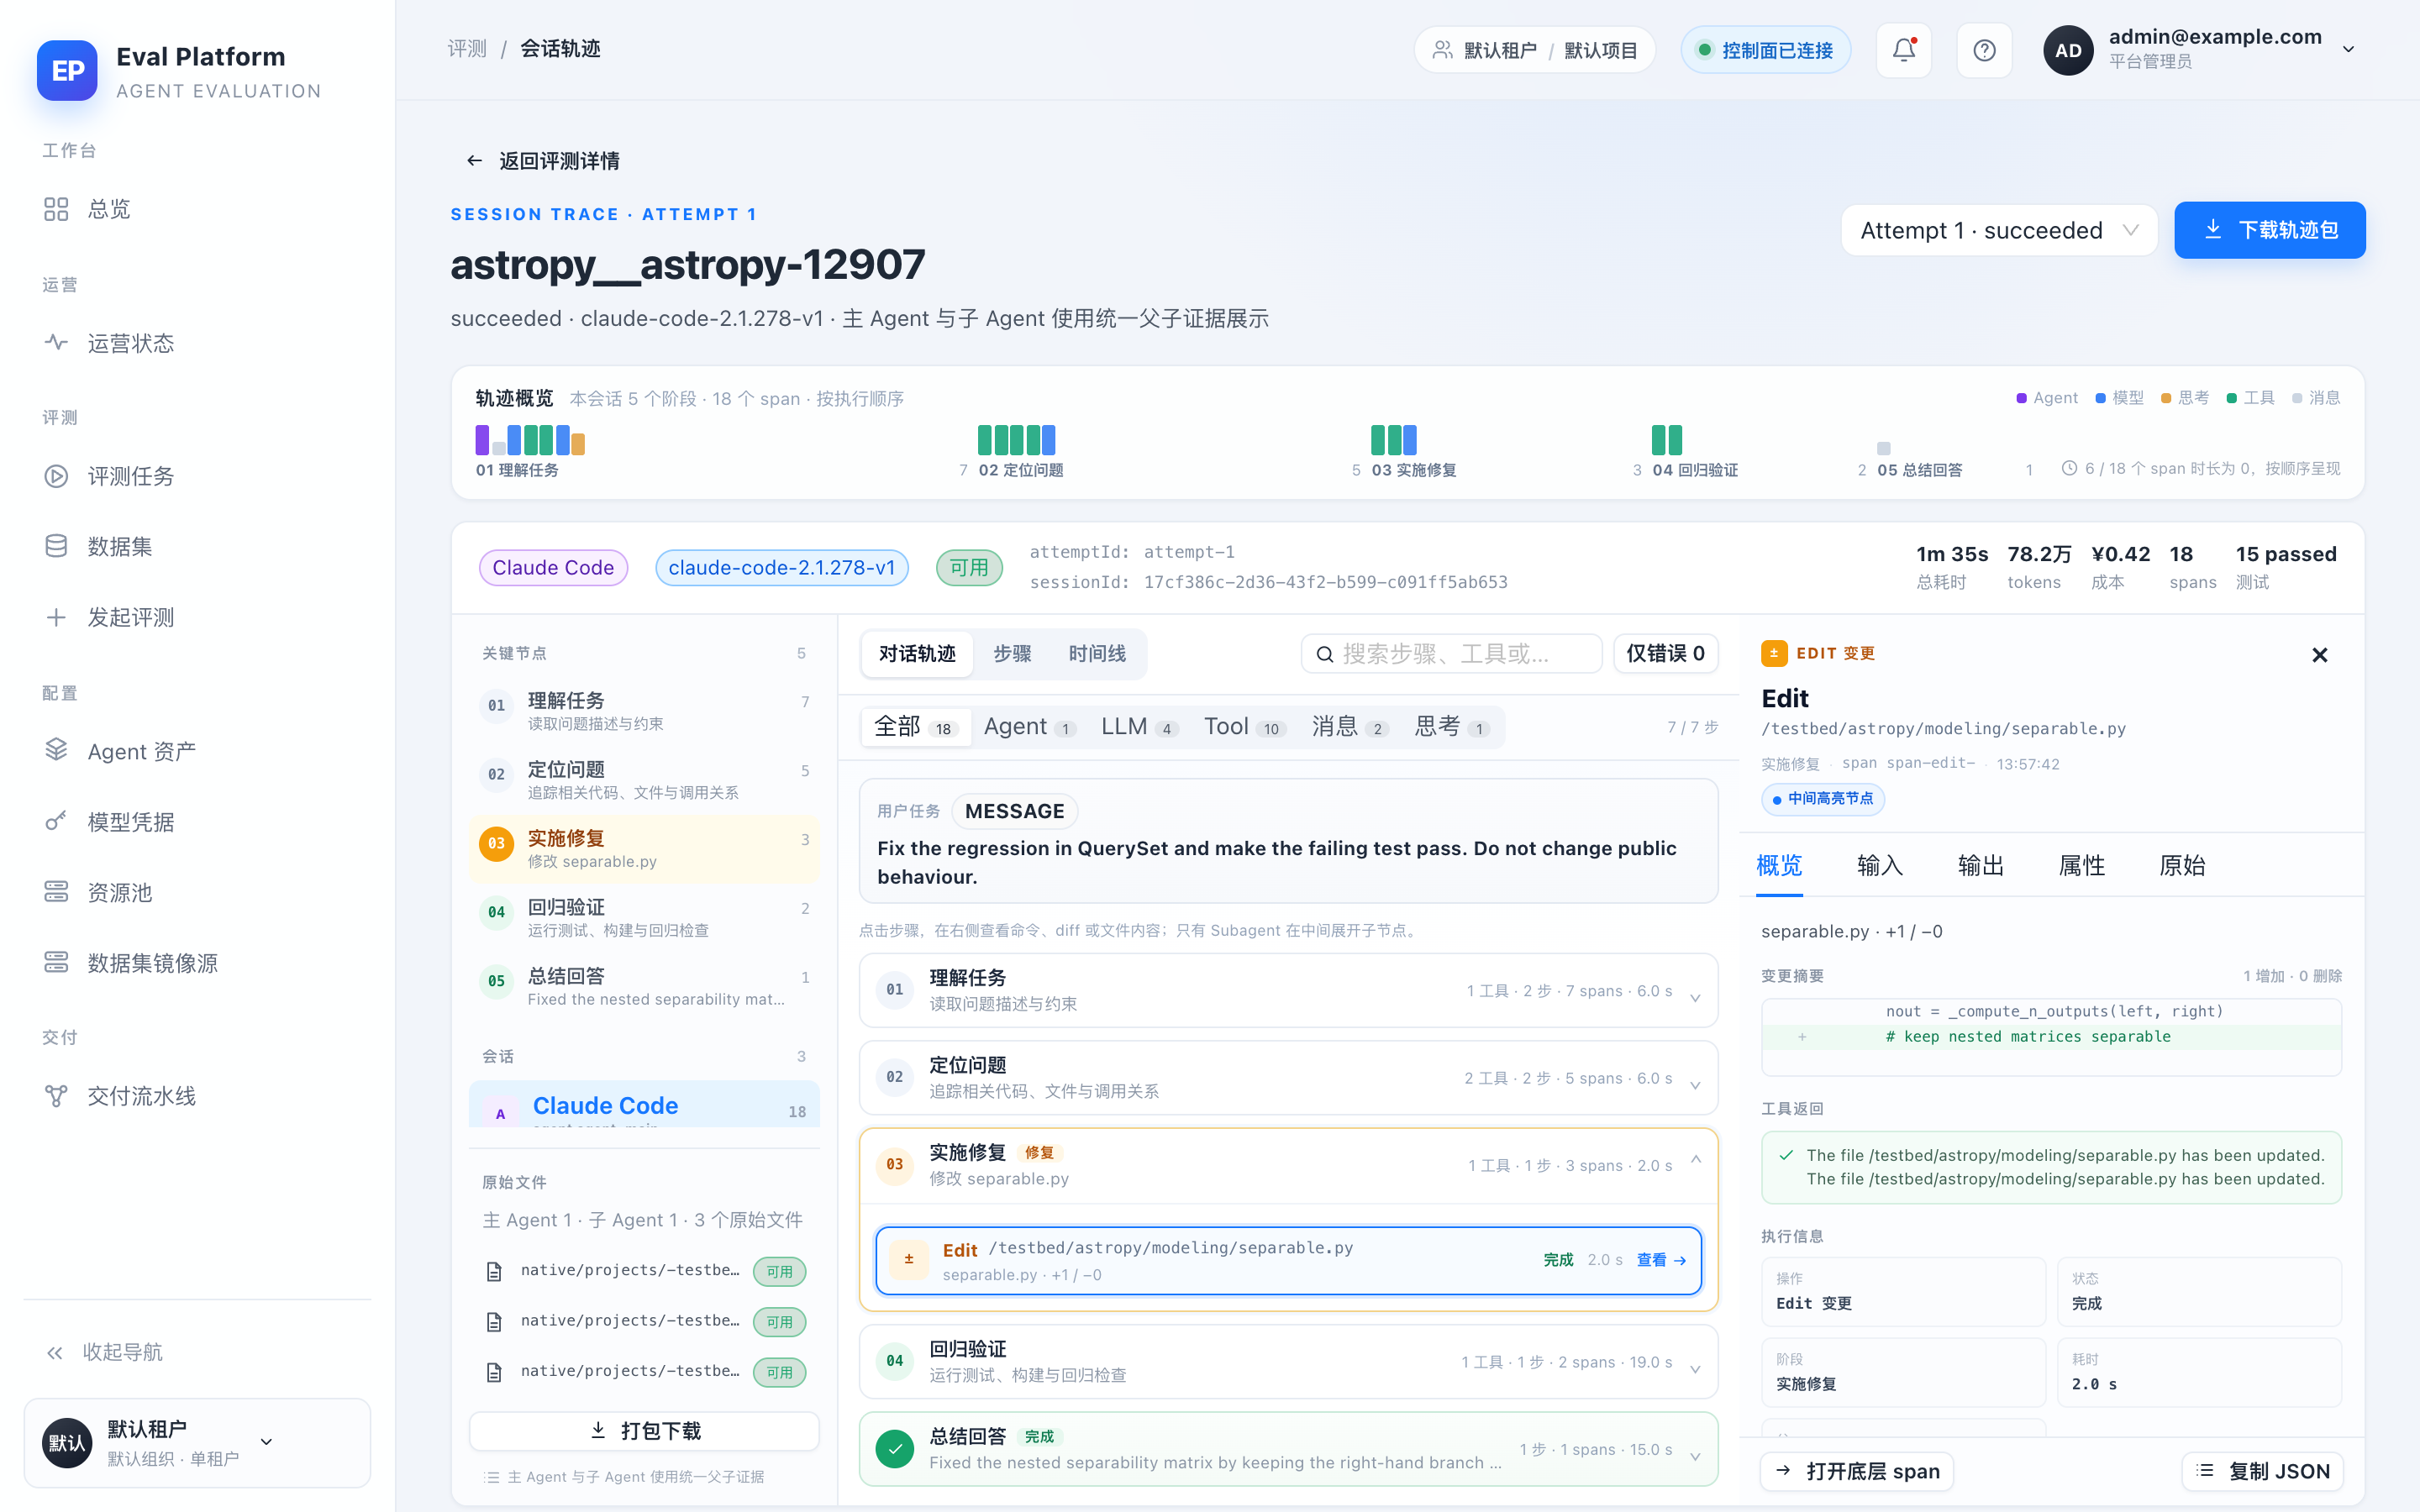 EP
Eval Platform
AGENT EVALUATION
工作台
总览
运营
运营状态
评测
评测任务
数据集
发起评测
配置
Agent 资产
模型凭据
资源池
数据集镜像源
交付
交付流水线
收起导航
默认
默认租户
默认组织 · 单租户
评测 / 会话轨迹
默认租户 / 默认项目
控制面已连接
AD
admin@example.com
平台管理员
返回评测详情
SESSION TRACE · ATTEMPT 1
astropy__astropy-12907
succeeded · claude-code-2.1.278-v1 · 主 Agent 与子 Agent 使用统一父子证据展示
Attempt 1 · succeeded
下载轨迹包
轨迹概览 本会话 5 个阶段 · 18 个 span · 按执行顺序
Agent 模型 思考 工具 消息
01 理解任务 7
02 定位问题 5
03 实施修复 3
04 回归验证 2
05 总结回答 1
6 / 18 个 span 时长为 0，按顺序呈现
Claude Code
claude-code-2.1.278-v1
可用
attemptId: attempt-1
sessionId: 17cf386c-2d36-43f2-b599-c091ff5ab653
1m 35s 78.2万 ¥0.42 18 15 passed
总耗时 tokens 成本 spans 测试
关键节点 5
01 理解任务 7
读取问题描述与约束
02 定位问题 5
追踪相关代码、文件与调用关系
03 实施修复 3
修改 separable.py
04 回归验证 2
运行测试、构建与回归检查
05 总结回答 1
Fixed the nested separability mat...
会话 3
A Claude Code 18
原始文件
主 Agent 1 · 子 Agent 1 · 3 个原始文件
native/projects/-testbe… 可用
native/projects/-testbe… 可用
native/projects/-testbe… 可用
打包下载
主 Agent 与子 Agent 使用统一父子证据
对话轨迹 步骤 时间线
搜索步骤、工具或...
仅错误 0
全部 18 Agent 1 LLM 4 Tool 10 消息 2 思考 1
7 / 7 步
用户任务 MESSAGE
Fix the regression in QuerySet and make the failing test pass. Do not change public
behaviour.
点击步骤，在右侧查看命令、diff 或文件内容；只有 Subagent 在中间展开子节点。
01 理解任务
读取问题描述与约束
1 工具 · 2 步 · 7 spans · 6.0 s
02 定位问题
追踪相关代码、文件与调用关系
2 工具 · 2 步 · 5 spans · 6.0 s
03 实施修复 修复
修改 separable.py
1 工具 · 1 步 · 3 spans · 2.0 s
± Edit /testbed/astropy/modeling/separable.py
separable.py · +1 / −0
完成 2.0 s 查看 →
04 回归验证
运行测试、构建与回归检查
1 工具 · 1 步 · 2 spans · 19.0 s
总结回答 完成
Fixed the nested separability matrix by keeping the right-hand branch ...
1 步 · 1 spans · 15.0 s
± EDIT 变更
Edit
/testbed/astropy/modeling/separable.py
实施修复 · span span-edit- · 13:57:42
中间高亮节点
概览 输入 输出 属性 原始
separable.py · +1 / −0
变更摘要 1 增加 · 0 删除
nout = _compute_n_outputs(left, right)
+ # keep nested matrices separable
工具返回
The file /testbed/astropy/modeling/separable.py has been updated.
The file /testbed/astropy/modeling/separable.py has been updated.
执行信息
操作
Edit 变更
状态
完成
阶段
实施修复
耗时
2.0 s
打开底层 span
复制 JSON